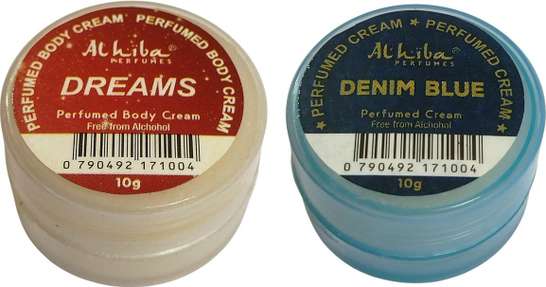 PERFUMED BODY CREAM PERFUMED BODY CREAM
Al hiba®
PERFUMES
DREAMS
Perfumed Body Cream
Free from Alchohol
0 790492 171004
10g
★ PERFUMED CREAM ★ PERFUMED CREAM ★
Al hiba®
PERFUMES
DENIM BLUE
Perfumed Cream
Free from Alchohol
0 790492 171004
10g